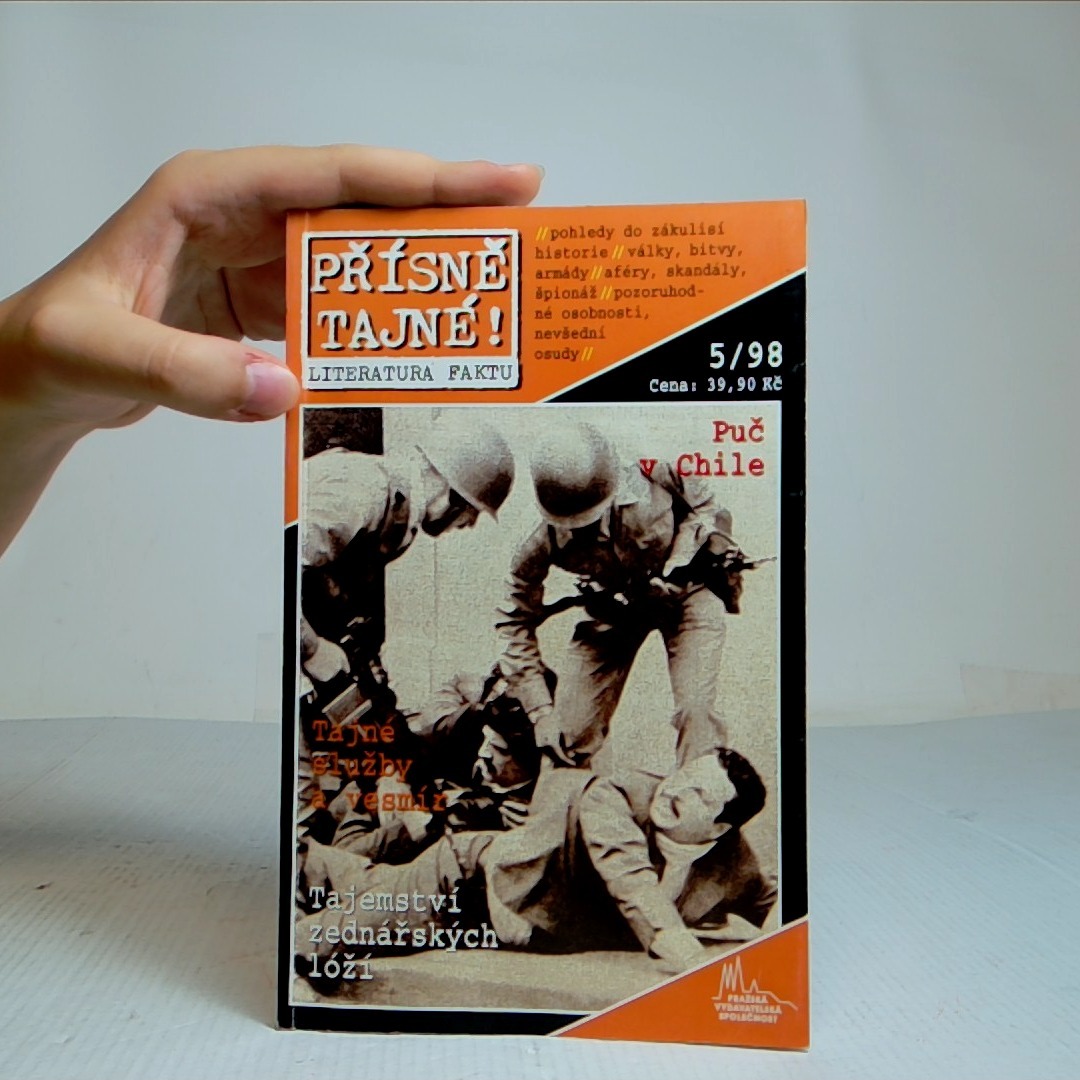 PŘÍSNĚ
TAJNÉ!
LITERATURA FAKTU
//pohledy do zákulisí
historie//války, bitvy,
armády//aféry, skandály,
špionáž//pozoruhod-
né osobnosti,
nevšední
osudy//
5/98
Cena: 39,90 Kč
Puč
v Chile
Tajné
služby
a vesmír
Tajemství
zednářských
lóží
PRAŽSKÁ
VYDAVATELSKÁ
SPOLEČNOST